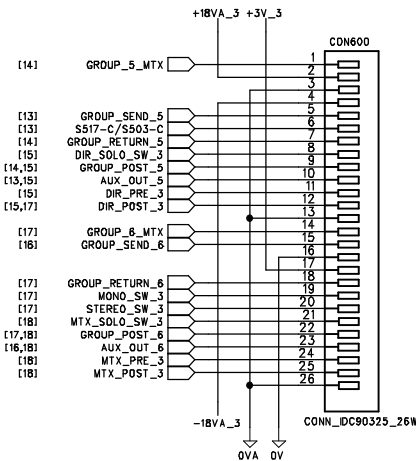 +18VA_3 +3V_3
CON600
[14] GROUP_5_MTX 1
2
3
4
[13] GROUP_SEND_5 5
[13] S517-C/S503-C 6
[14] GROUP_RETURN_5 7
[15] DIR_SOLO_SW_3 8
[14,15] GROUP_POST_5 9
[13,15] AUX_OUT_5 10
[15] DIR_PRE_3 11
[15,17] DIR_POST_3 12
13
[17] GROUP_6_MTX 14
[16] GROUP_SEND_6 15
16
17
[17] GROUP_RETURN_6 18
[17] MONO_SW_3 19
[17] STEREO_SW_3 20
[18] MTX_SOLO_SW_3 21
[17,18] GROUP_POST_6 22
[16,18] AUX_OUT_6 23
[18] MTX_PRE_3 24
[18] MTX_POST_3 25
26
-18VA_3 CONN_IDC90325_26W
0VA 0V